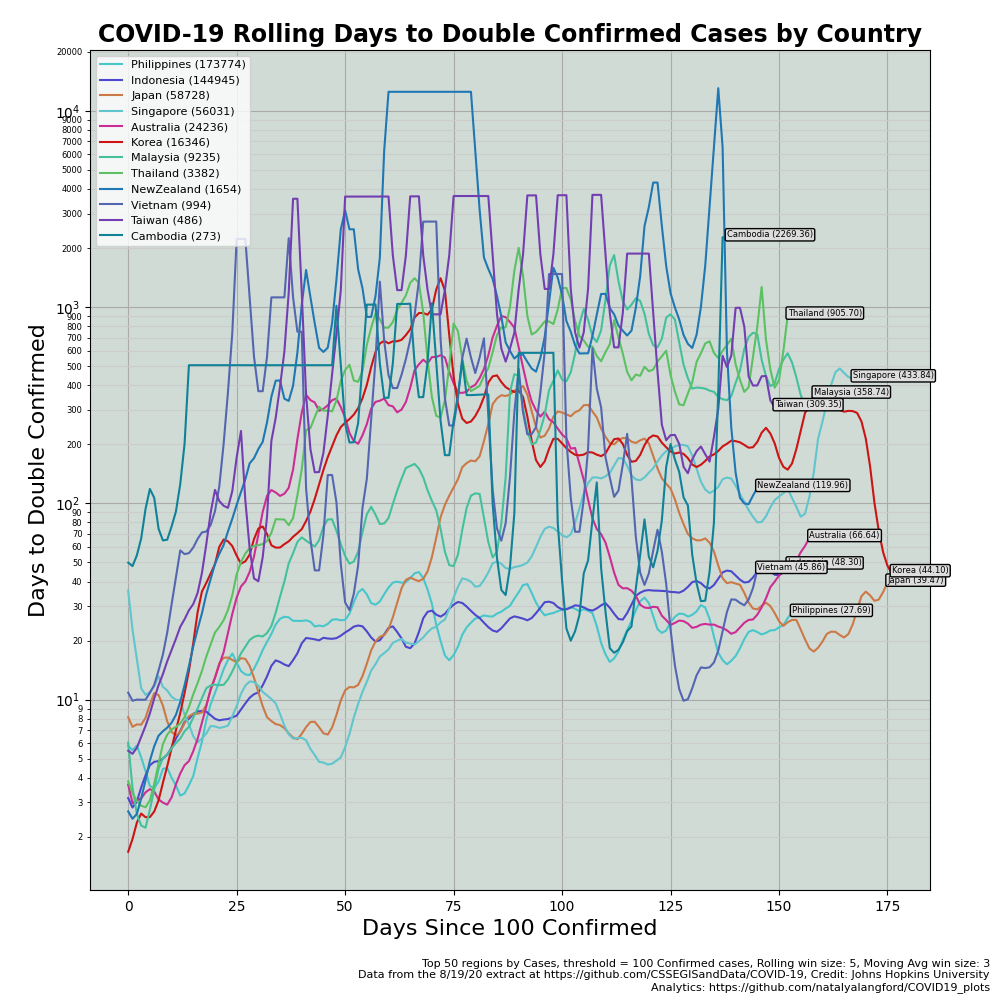 COVID-19 Rolling Days to Double Confirmed Cases by Country
Philippines (173774)
Indonesia (144945)
Japan (58728)
Singapore (56031)
Australia (24236)
Korea (16346)
Malaysia (9235)
Thailand (3382)
NewZealand (1654)
Vietnam (994)
Taiwan (486)
Cambodia (273)
Days to Double Confirmed
20000
10^4
9000
8000
7000
6000
5000
4000
3000
2000
10^3
900
800
700
600
500
400
300
200
10^2
90
80
70
60
50
40
30
20
10^1
9
8
7
6
5
4
3
2
Cambodia (2269.36)
Thailand (905.70)
Singapore (433.84)
Malaysia (358.74)
Taiwan (309.35)
NewZealand (119.96)
Australia (66.64)
(48.30)
Vietnam (45.86)
Korea (44.10)
Japan (39.47)
Philippines (27.69)
0 25 50 75 100 125 150 175
Days Since 100 Confirmed
Top 50 regions by Cases, threshold = 100 Confirmed cases, Rolling win size: 5, Moving Avg win size: 3
Data from the 8/19/20 extract at https://github.com/CSSEGISandData/COVID-19, Credit: Johns Hopkins University
Analytics: https://github.com/natalyalangford/COVID19_plots